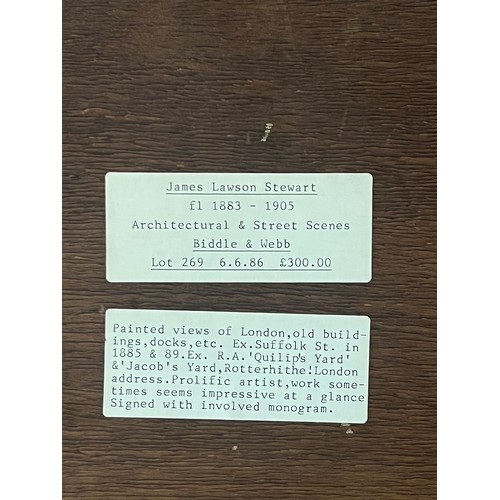 James Lawson Stewart
fl 1883 - 1905
Architectural & Street Scenes
Biddle & Webb
Lot 269 6.6.86 £300.00
Painted views of London,old build-
ings,docks,etc. Ex.Suffolk St. in
1885 & 89.Ex. R.A.'Quilip's Yard'
&'Jacob's Yard,Rotterhithe!London
address.Prolific artist,work some-
times seems impressive at a glance
Signed with involved monogram.